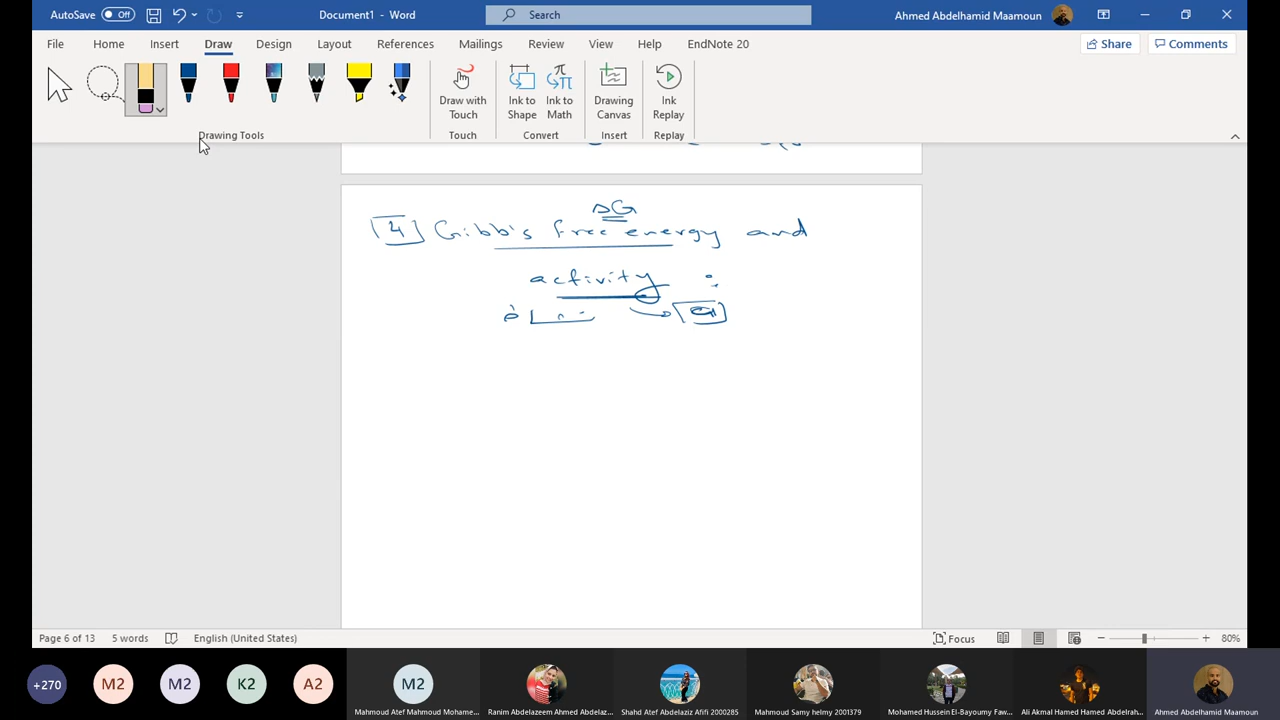 AutoSave Off Document1 - Word Search Ahmed Abdelhamid Maamoun
File Home Insert Draw Design Layout References Mailings Review View Help EndNote 20 Share Comments
Draw with Touch
Ink to Shape
Ink to Math
Drawing Canvas
Ink Replay
Drawing Tools Touch Convert Insert Replay
ΔG
4 Gibb's free energy and
activity :
Page 6 of 13 5 words English (United States) Focus 80%
+270 M2 M2 K2 A2 M2
Mahmoud Atef Mahmoud Mohame... Ranim Abdelazeem Ahmed Abdelaz... Shahd Atef Abdelaziz Afifi 2000285 Mahmoud Samy helmy 2001379 Mohamed Hussein El-Bayoumy Faw... Ali Akmal Hamed Hamed Abdelrah... Ahmed Abdelhamid Maamoun